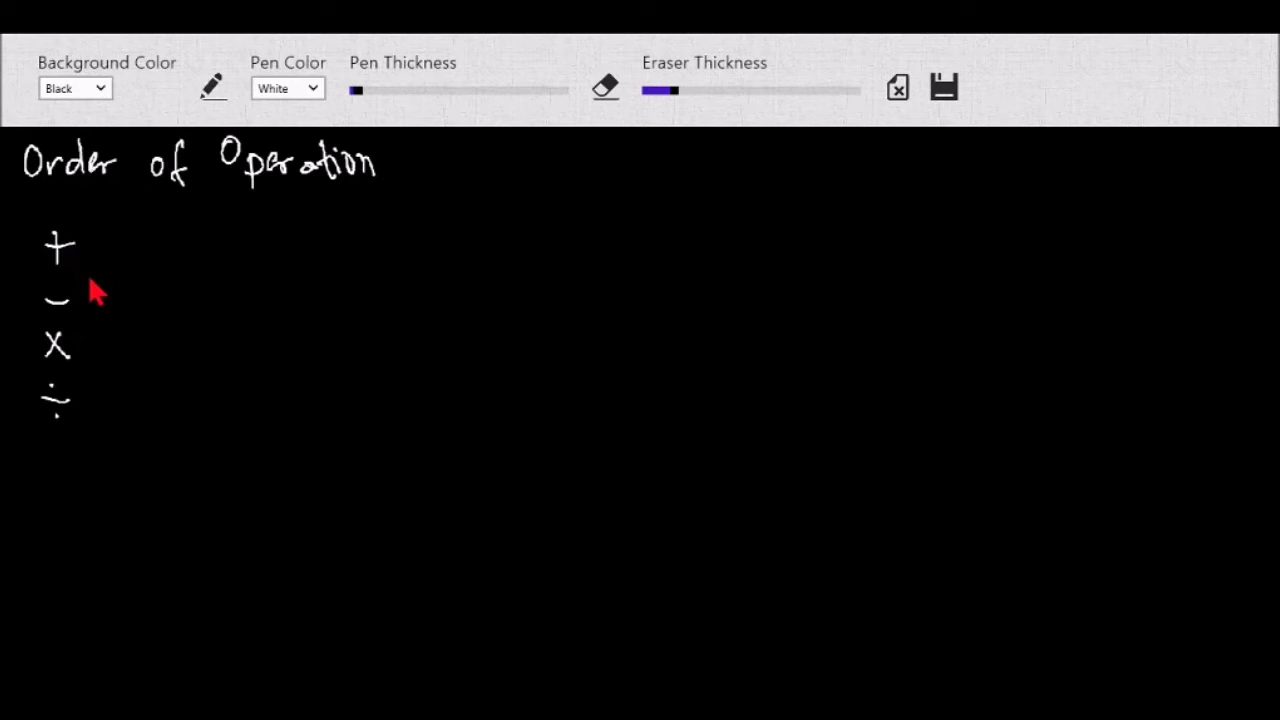 Background Color Pen Color Pen Thickness Eraser Thickness
Black White
Order of Operation
+
-
×
÷